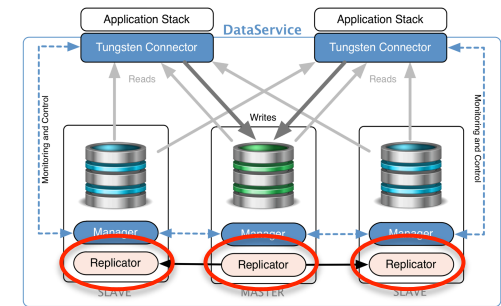 Application Stack
Application Stack
DataService
Tungsten Connector
Tungsten Connector
Reads
Reads
Writes
Monitoring and Control
Monitoring and Control
Manager
Manager
Manager
Replicator
Replicator
Replicator
SLAVE
MASTER
SLAVE